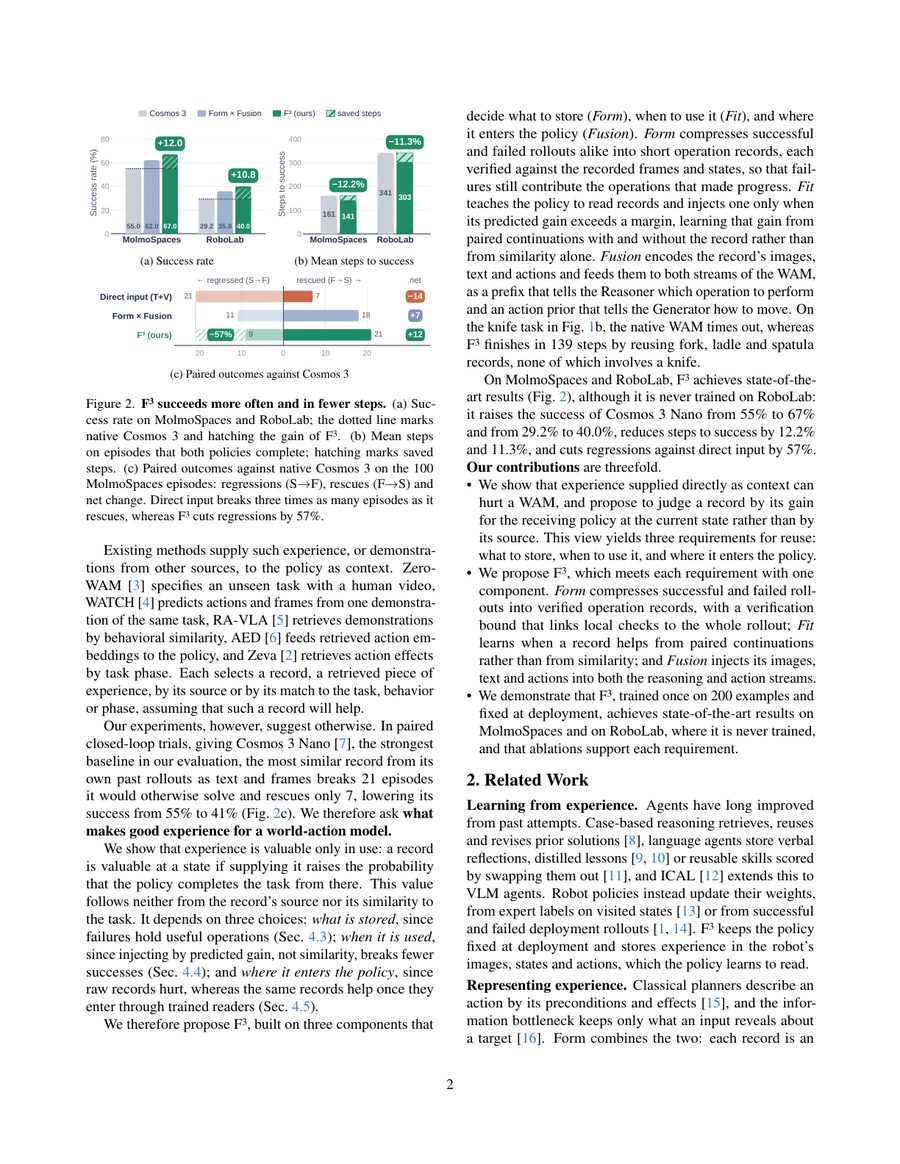 Cosmos 3 Form × Fusion F³ (ours) saved steps
Success rate (%)
80
60
40
20
0
+12.0
+10.8
55.0 62.0 67.0
29.2 35.8 40.0
MolmoSpaces RoboLab
(a) Success rate
Steps to success
400
300
200
100
0
−12.2%
−11.3%
161 141
341 303
MolmoSpaces RoboLab
(b) Mean steps to success
← regressed (S→F) rescued (F→S) → net
Direct input (T+V) 21 7 −14
Form × Fusion 11 18 +7
F³ (ours) −57% 9 21 +12
20 10 0 10 20
(c) Paired outcomes against Cosmos 3
Figure 2. F³ succeeds more often and in fewer steps. (a) Suc-
cess rate on MolmoSpaces and RoboLab; the dotted line marks
native Cosmos 3 and hatching the gain of F³. (b) Mean steps
on episodes that both policies complete; hatching marks saved
steps. (c) Paired outcomes against native Cosmos 3 on the 100
MolmoSpaces episodes: regressions (S→F), rescues (F→S) and
net change. Direct input breaks three times as many episodes as it
rescues, whereas F³ cuts regressions by 57%.
Existing methods supply such experience, or demonstra-
tions from other sources, to the policy as context. Zero-
WAM [3] specifies an unseen task with a human video,
WATCH [4] predicts actions and frames from one demonstra-
tion of the same task, RA-VLA [5] retrieves demonstrations
by behavioral similarity, AED [6] feeds retrieved action em-
beddings to the policy, and Zeva [2] retrieves action effects
by task phase. Each selects a record, a retrieved piece of
experience, by its source or by its match to the task, behavior
or phase, assuming that such a record will help.
Our experiments, however, suggest otherwise. In paired
closed-loop trials, giving Cosmos 3 Nano [7], the strongest
baseline in our evaluation, the most similar record from its
own past rollouts as text and frames breaks 21 episodes
it would otherwise solve and rescues only 7, lowering its
success from 55% to 41% (Fig. 2c). We therefore ask what
makes good experience for a world-action model.
We show that experience is valuable only in use: a record
is valuable at a state if supplying it raises the probability
that the policy completes the task from there. This value
follows neither from the record's source nor its similarity to
the task. It depends on three choices: what is stored, since
failures hold useful operations (Sec. 4.3); when it is used,
since injecting by predicted gain, not similarity, breaks fewer
successes (Sec. 4.4); and where it enters the policy, since
raw records hurt, whereas the same records help once they
enter through trained readers (Sec. 4.5).
We therefore propose F³, built on three components that
decide what to store (Form), when to use it (Fit), and where
it enters the policy (Fusion). Form compresses successful
and failed rollouts alike into short operation records, each
verified against the recorded frames and states, so that fail-
ures still contribute the operations that made progress. Fit
teaches the policy to read records and injects one only when
its predicted gain exceeds a margin, learning that gain from
paired continuations with and without the record rather than
from similarity alone. Fusion encodes the record's images,
text and actions and feeds them to both streams of the WAM,
as a prefix that tells the Reasoner which operation to perform
and an action prior that tells the Generator how to move. On
the knife task in Fig. 1b, the native WAM times out, whereas
F³ finishes in 139 steps by reusing fork, ladle and spatula
records, none of which involves a knife.
On MolmoSpaces and RoboLab, F³ achieves state-of-the-
art results (Fig. 2), although it is never trained on RoboLab:
it raises the success of Cosmos 3 Nano from 55% to 67%
and from 29.2% to 40.0%, reduces steps to success by 12.2%
and 11.3%, and cuts regressions against direct input by 57%.
Our contributions are threefold.
• We show that experience supplied directly as context can
hurt a WAM, and propose to judge a record by its gain
for the receiving policy at the current state rather than by
its source. This view yields three requirements for reuse:
what to store, when to use it, and where it enters the policy.
• We propose F³, which meets each requirement with one
component. Form compresses successful and failed roll-
outs into verified operation records, with a verification
bound that links local checks to the whole rollout; Fit
learns when a record helps from paired continuations
rather than from similarity; and Fusion injects its images,
text and actions into both the reasoning and action streams.
• We demonstrate that F³, trained once on 200 examples and
fixed at deployment, achieves state-of-the-art results on
MolmoSpaces and on RoboLab, where it is never trained,
and that ablations support each requirement.
2. Related Work
Learning from experience. Agents have long improved
from past attempts. Case-based reasoning retrieves, reuses
and revises prior solutions [8], language agents store verbal
reflections, distilled lessons [9, 10] or reusable skills scored
by swapping them out [11], and ICAL [12] extends this to
VLM agents. Robot policies instead update their weights,
from expert labels on visited states [13] or from successful
and failed deployment rollouts [1, 14]. F³ keeps the policy
fixed at deployment and stores experience in the robot's
images, states and actions, which the policy learns to read.
Representing experience. Classical planners describe an
action by its preconditions and effects [15], and the infor-
mation bottleneck keeps only what an input reveals about
a target [16]. Form combines the two: each record is an
2